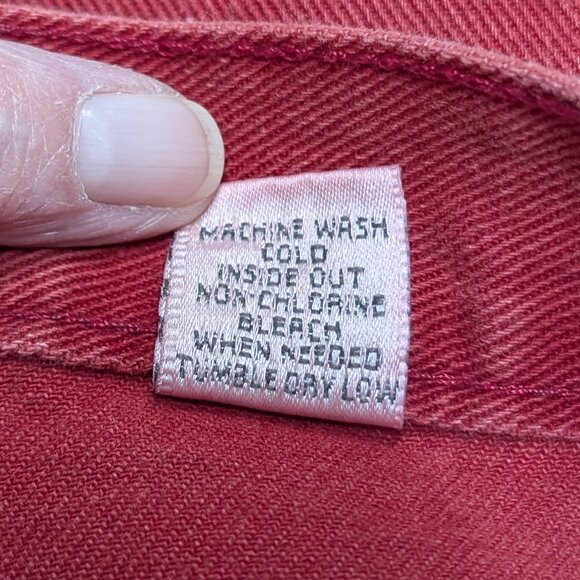 MACHINE WASH
COLD
INSIDE OUT
NON-CHLORINE
BLEACH
WHEN NEEDED
TUMBLE DRY LOW